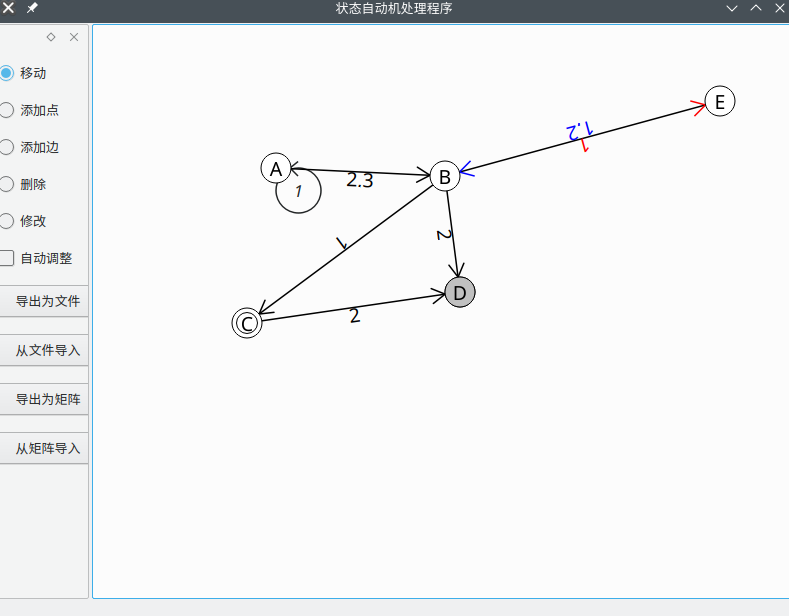 状态自动机处理程序
移动
添加点
添加边
删除
修改
自动调整
导出为文件
从文件导入
导出为矩阵
从矩阵导入
E
1.2
1
A
2.3
B
1
1
2
D
C
2